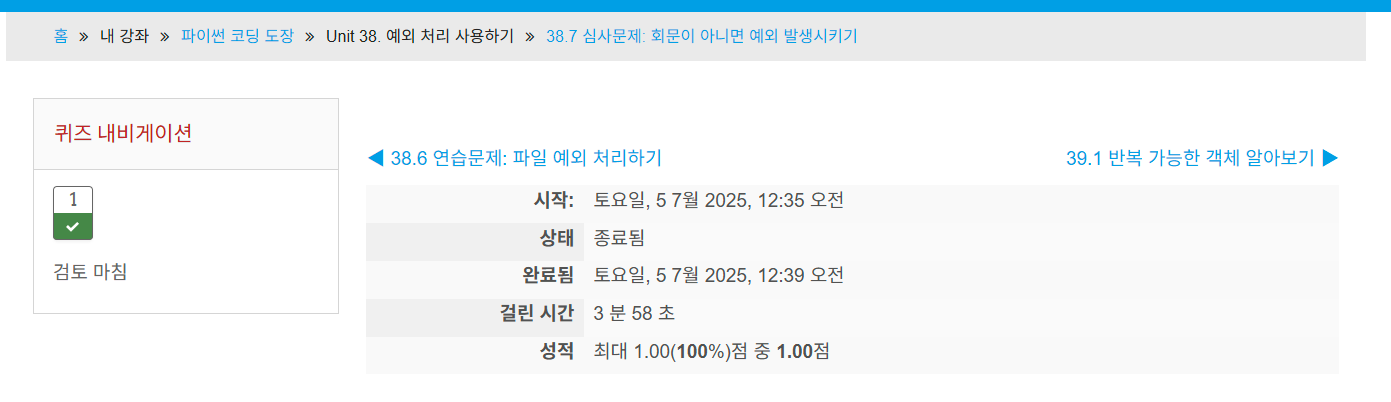 홈 » 내 강좌 » 파이썬 코딩 도장 » Unit 38. 예외 처리 사용하기 » 38.7 심사문제: 회문이 아니면 예외 발생시키기
퀴즈 내비게이션
1
검토 마침
◀ 38.6 연습문제: 파일 예외 처리하기
39.1 반복 가능한 객체 알아보기 ▶
시작: 토요일, 5 7월 2025, 12:35 오전
상태 종료됨
완료됨 토요일, 5 7월 2025, 12:39 오전
걸린 시간 3 분 58 초
성적 최대 1.00(100%)점 중 1.00점